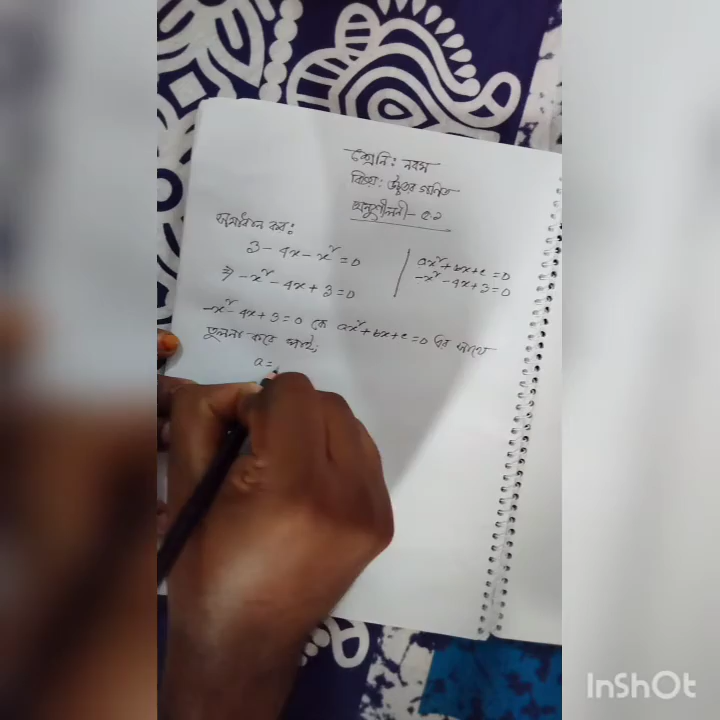 শ্রেনি: নবম
বিষয়: উচ্চতর গণিত
অনুশীলনী - ৫.১
সমাধান কর:
3 - 4x - x² = 0
⇒ -x² - 4x + 3 = 0
ax² + bx + c = 0
-x² - 4x + 3 = 0
-x² - 4x + 3 = 0 কে ax² + bx + c = 0 এর সাথে
তুলনা করে পাই,
a =
InShOt